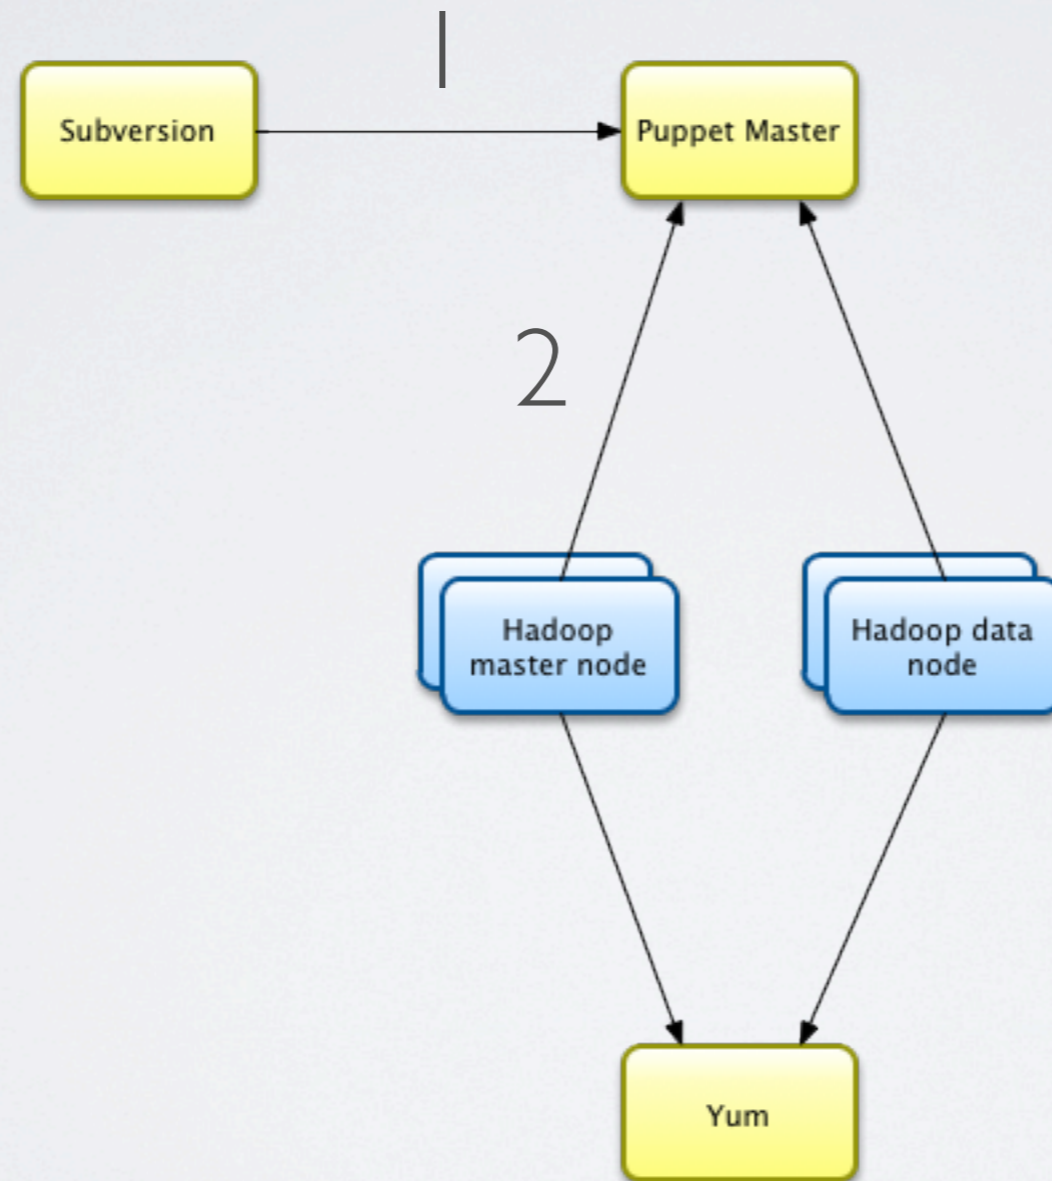 1
Subversion
Puppet Master
2
Hadoop
master node
Hadoop data
node
Yum